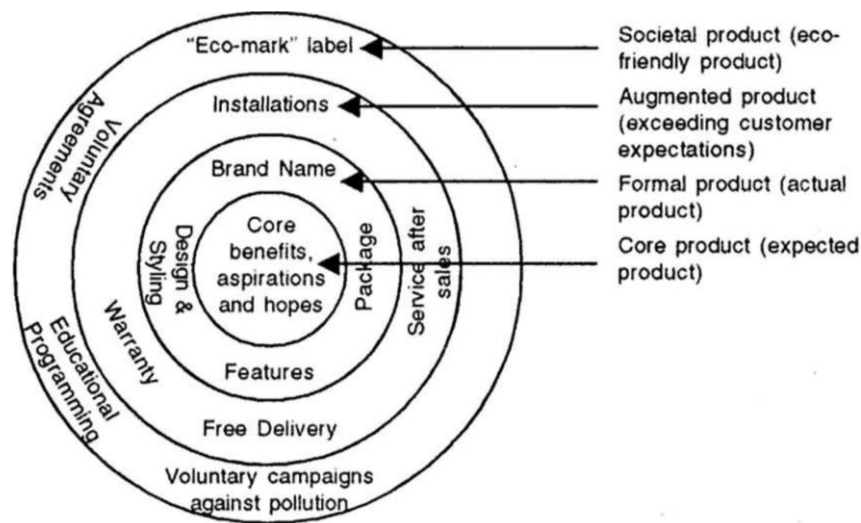 "Eco-mark" label
Installations
Brand Name
Core
benefits,
aspirations
and hopes
Design &
Styling
Package
Features
Voluntary
Agreements
Warranty
Service after
sales
Free Delivery
Educational
Programming
Voluntary campaigns
against pollution
Societal product (eco-
friendly product)
Augmented product
(exceeding customer
expectations)
Formal product (actual
product)
Core product (expected
product)